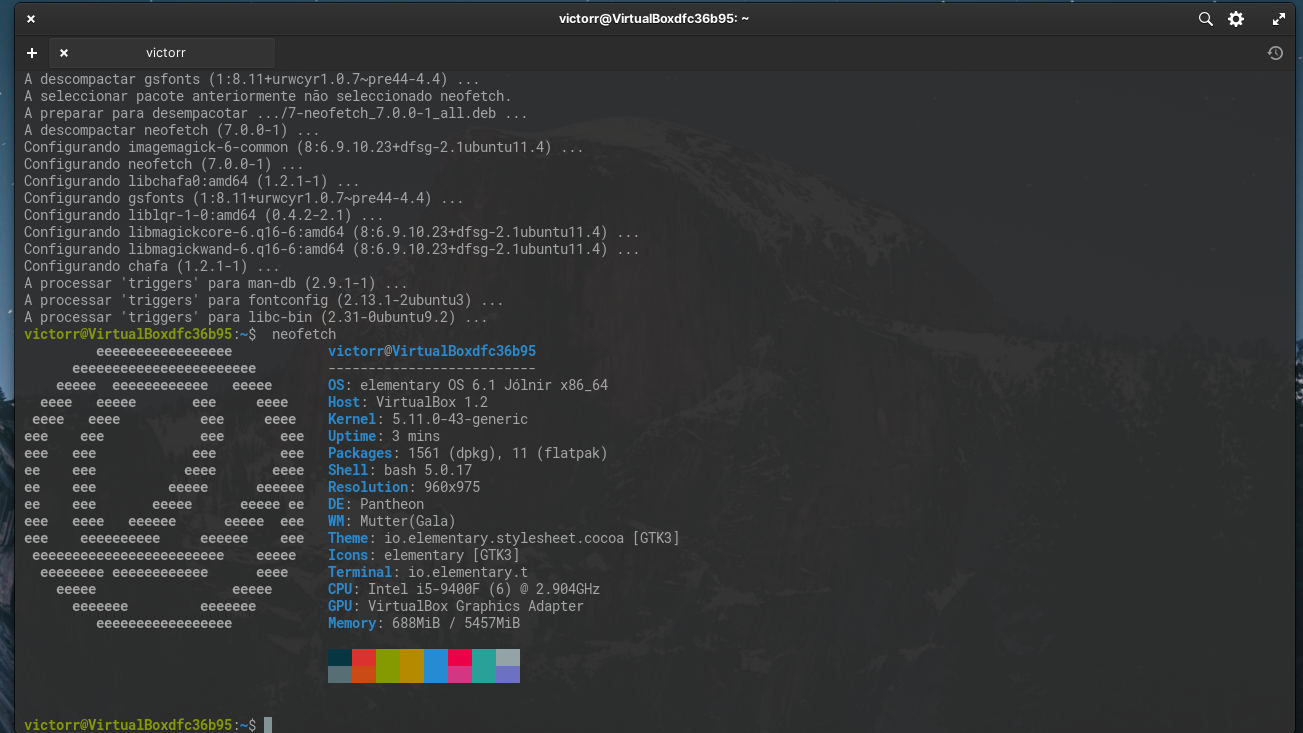 victorr@VirtualBoxdfc36b95: ~
victorr
A descompactar gsfonts (1:8.11+urwcyr1.0.7~pre44-4.4) ...
A seleccionar pacote anteriormente não seleccionado neofetch.
A preparar para desempacotar .../7-neofetch_7.0.0-1_all.deb ...
A descompactar neofetch (7.0.0-1) ...
Configurando imagemagick-6-common (8:6.9.10.23+dfsg-2.1ubuntu11.4) ...
Configurando neofetch (7.0.0-1) ...
Configurando libchafa0:amd64 (1.2.1-1) ...
Configurando gsfonts (1:8.11+urwcyr1.0.7~pre44-4.4) ...
Configurando liblqr-1-0:amd64 (0.4.2-2.1) ...
Configurando libmagickcore-6.q16-6:amd64 (8:6.9.10.23+dfsg-2.1ubuntu11.4) ...
Configurando libmagickwand-6.q16-6:amd64 (8:6.9.10.23+dfsg-2.1ubuntu11.4) ...
Configurando chafa (1.2.1-1) ...
A processar 'triggers' para man-db (2.9.1-1) ...
A processar 'triggers' para fontconfig (2.13.1-2ubuntu3) ...
A processar 'triggers' para libc-bin (2.31-0ubuntu9.2) ...
victorr@VirtualBoxdfc36b95:~$  neofetch
         eeeeeeeeeeeeeeeee            victorr@VirtualBoxdfc36b95
      eeeeeeeeeeeeeeeeeeeeeee         --------------------------
    eeeee  eeeeeeeeeeee   eeeee       OS: elementary OS 6.1 Jólnir x86_64
  eeee   eeeee       eee     eeee     Host: VirtualBox 1.2
 eeee   eeee          eee     eeee    Kernel: 5.11.0-43-generic
eee    eee            eee       eee   Uptime: 3 mins
eee   eee            eee        eee   Packages: 1561 (dpkg), 11 (flatpak)
ee    eee           eeee       eeee   Shell: bash 5.0.17
ee    eee         eeeee      eeeeee   Resolution: 960x975
ee    eee       eeeee      eeeee ee   DE: Pantheon
eee   eeee   eeeeee      eeeee  eee   WM: Mutter(Gala)
eee    eeeeeeeeee     eeeeee    eee   Theme: io.elementary.stylesheet.cocoa [GTK3]
 eeeeeeeeeeeeeeeeeeeeeeee    eeeee    Icons: elementary [GTK3]
  eeeeeeee eeeeeeeeeeee      eeee     Terminal: io.elementary.t
    eeeee                 eeeee       CPU: Intel i5-9400F (6) @ 2.904GHz
      eeeeeee         eeeeeee         GPU: VirtualBox Graphics Adapter
         eeeeeeeeeeeeeeeee            Memory: 688MiB / 5457MiB
victorr@VirtualBoxdfc36b95:~$